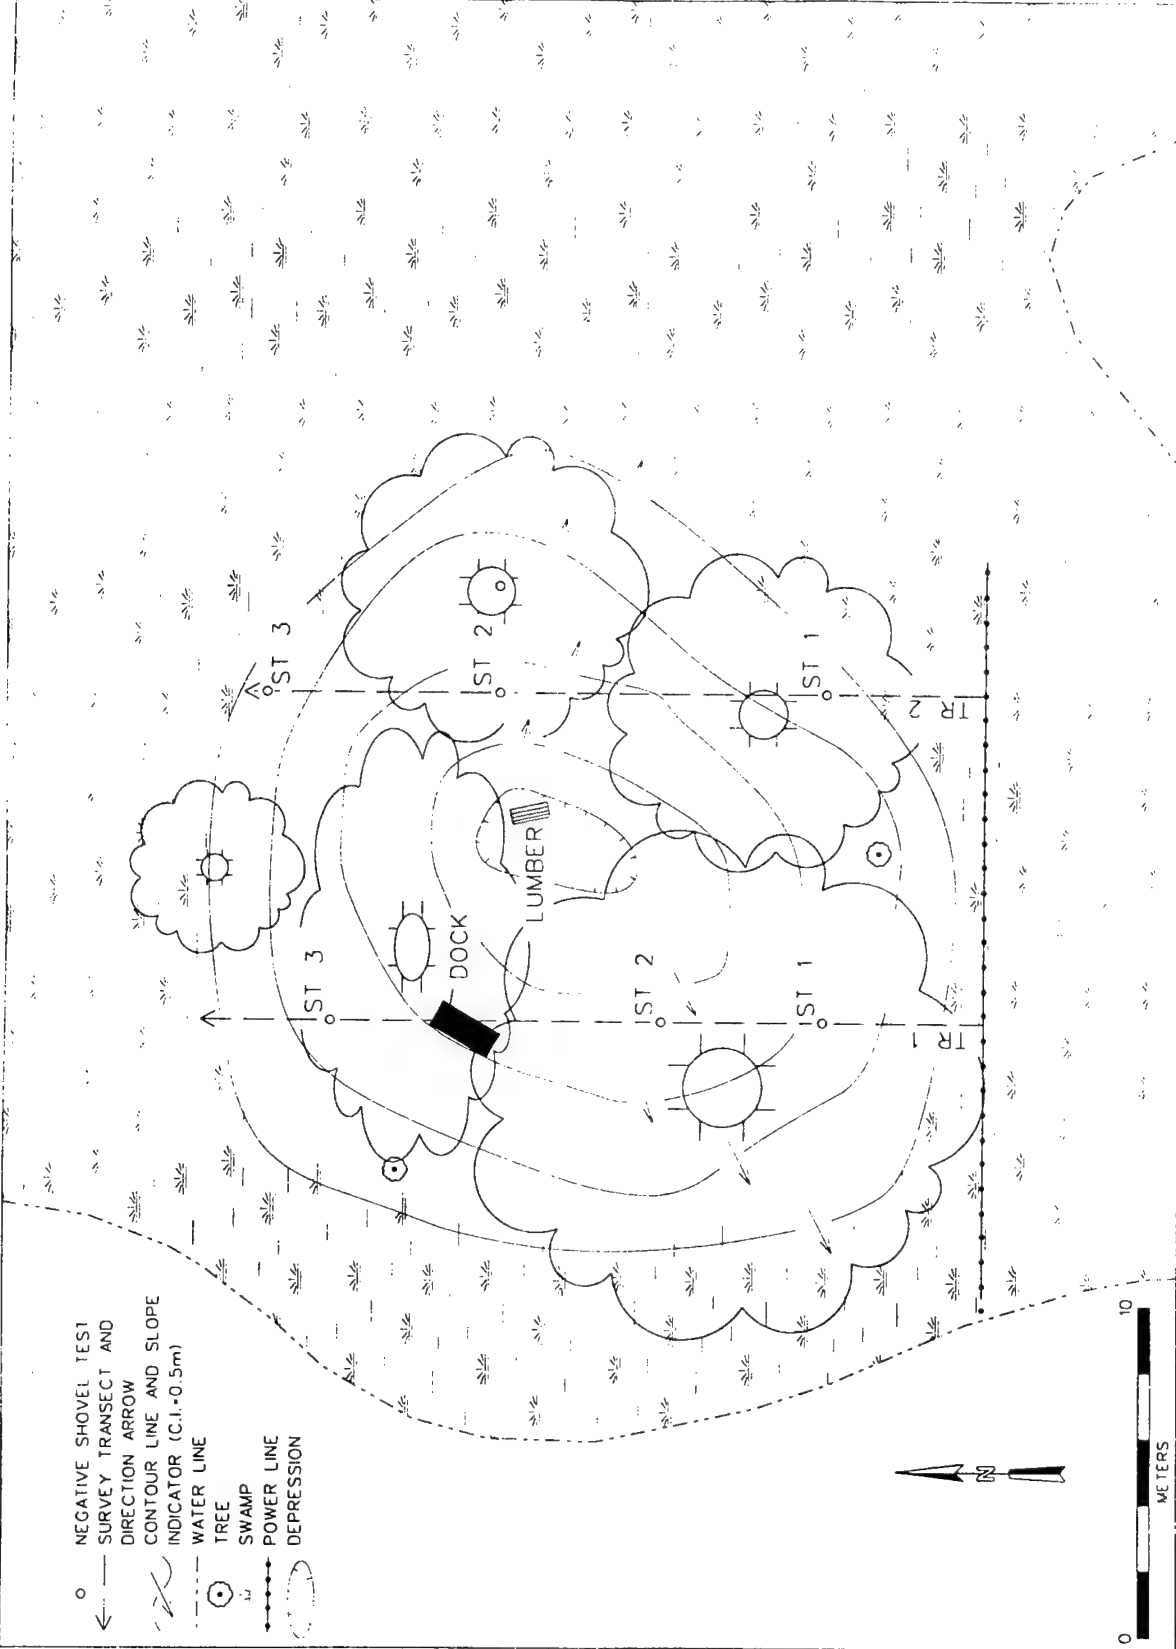 NEGATIVE SHOVEL TEST
SURVEY TRANSECT AND
DIRECTION ARROW
CONTOUR LINE AND SLOPE
INDICATOR (C.I.=0.5m)
WATER LINE
TREE
SWAMP
POWER LINE
DEPRESSION
ST 3
ST 3
DOCK
LUMBER
ST 2
ST 2
ST 1
ST 1
TR 1
TR 2
N
0
10
METERS